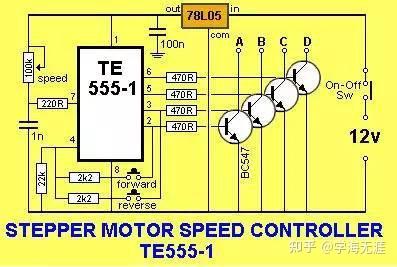 out 78L05 in
com
100n
1
TE
555-1
100k
speed
220R
7
1n
6
5
3
2
470R
470R
470R
470R
A B C D
BC547
On-Off
Sw
12v
4
8
22k
2k2
2k2
forward
reverse
STEPPER MOTOR SPEED CONTROLLER
TE555-1
知乎 @学海无涯